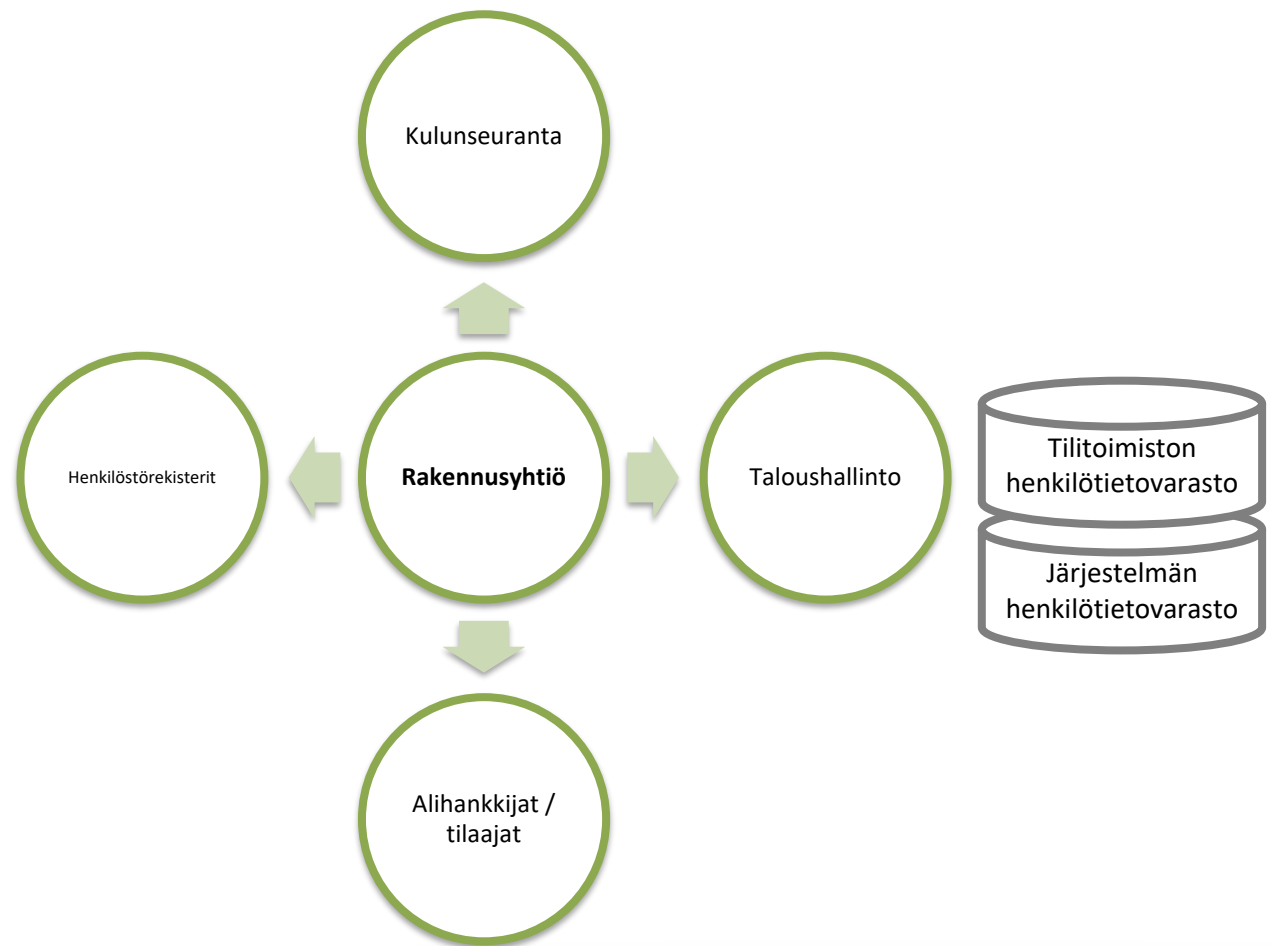 Kulunseuranta
Henkilöstörekisterit
Rakennusyhtiö
Taloushallinto
Tilitoimiston
henkilötietovarasto
Järjestelmän
henkilötietovarasto
Alihankkijat /
tilaajat